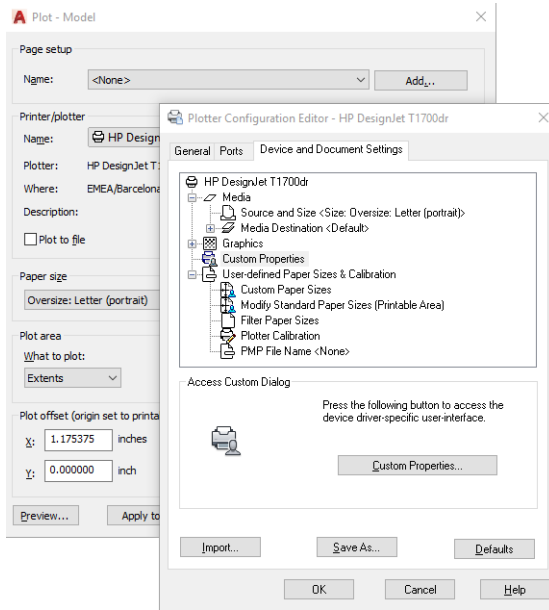 A Plot - Model
Page setup
Name:
<None>
Add...
Printer/plotter
Name:
HP Design
Plotter:
HP DesignJet T1
Where:
EMEA/Barcelona
Description:
Plot to file
Paper size
Oversize: Letter (portrait)
Plot area
What to plot:
Extents
Plot offset (origin set to printa
X:
1.175375
inches
Y:
0.000000
inch
Preview...
Apply to
Plotter Configuration Editor - HP DesignJet T1700dr
General
Ports
Device and Document Settings
HP DesignJet T1700dr
Media
Source and Size <Size: Oversize: Letter (portrait)>
Media Destination <Default>
Graphics
Custom Properties
User-defined Paper Sizes & Calibration
Custom Paper Sizes
Modify Standard Paper Sizes (Printable Area)
Filter Paper Sizes
Plotter Calibration
PMP File Name <None>
Access Custom Dialog
Press the following button to access the
device driver-specific user-interface.
Custom Properties...
Import...
Save As...
Defaults
OK
Cancel
Help